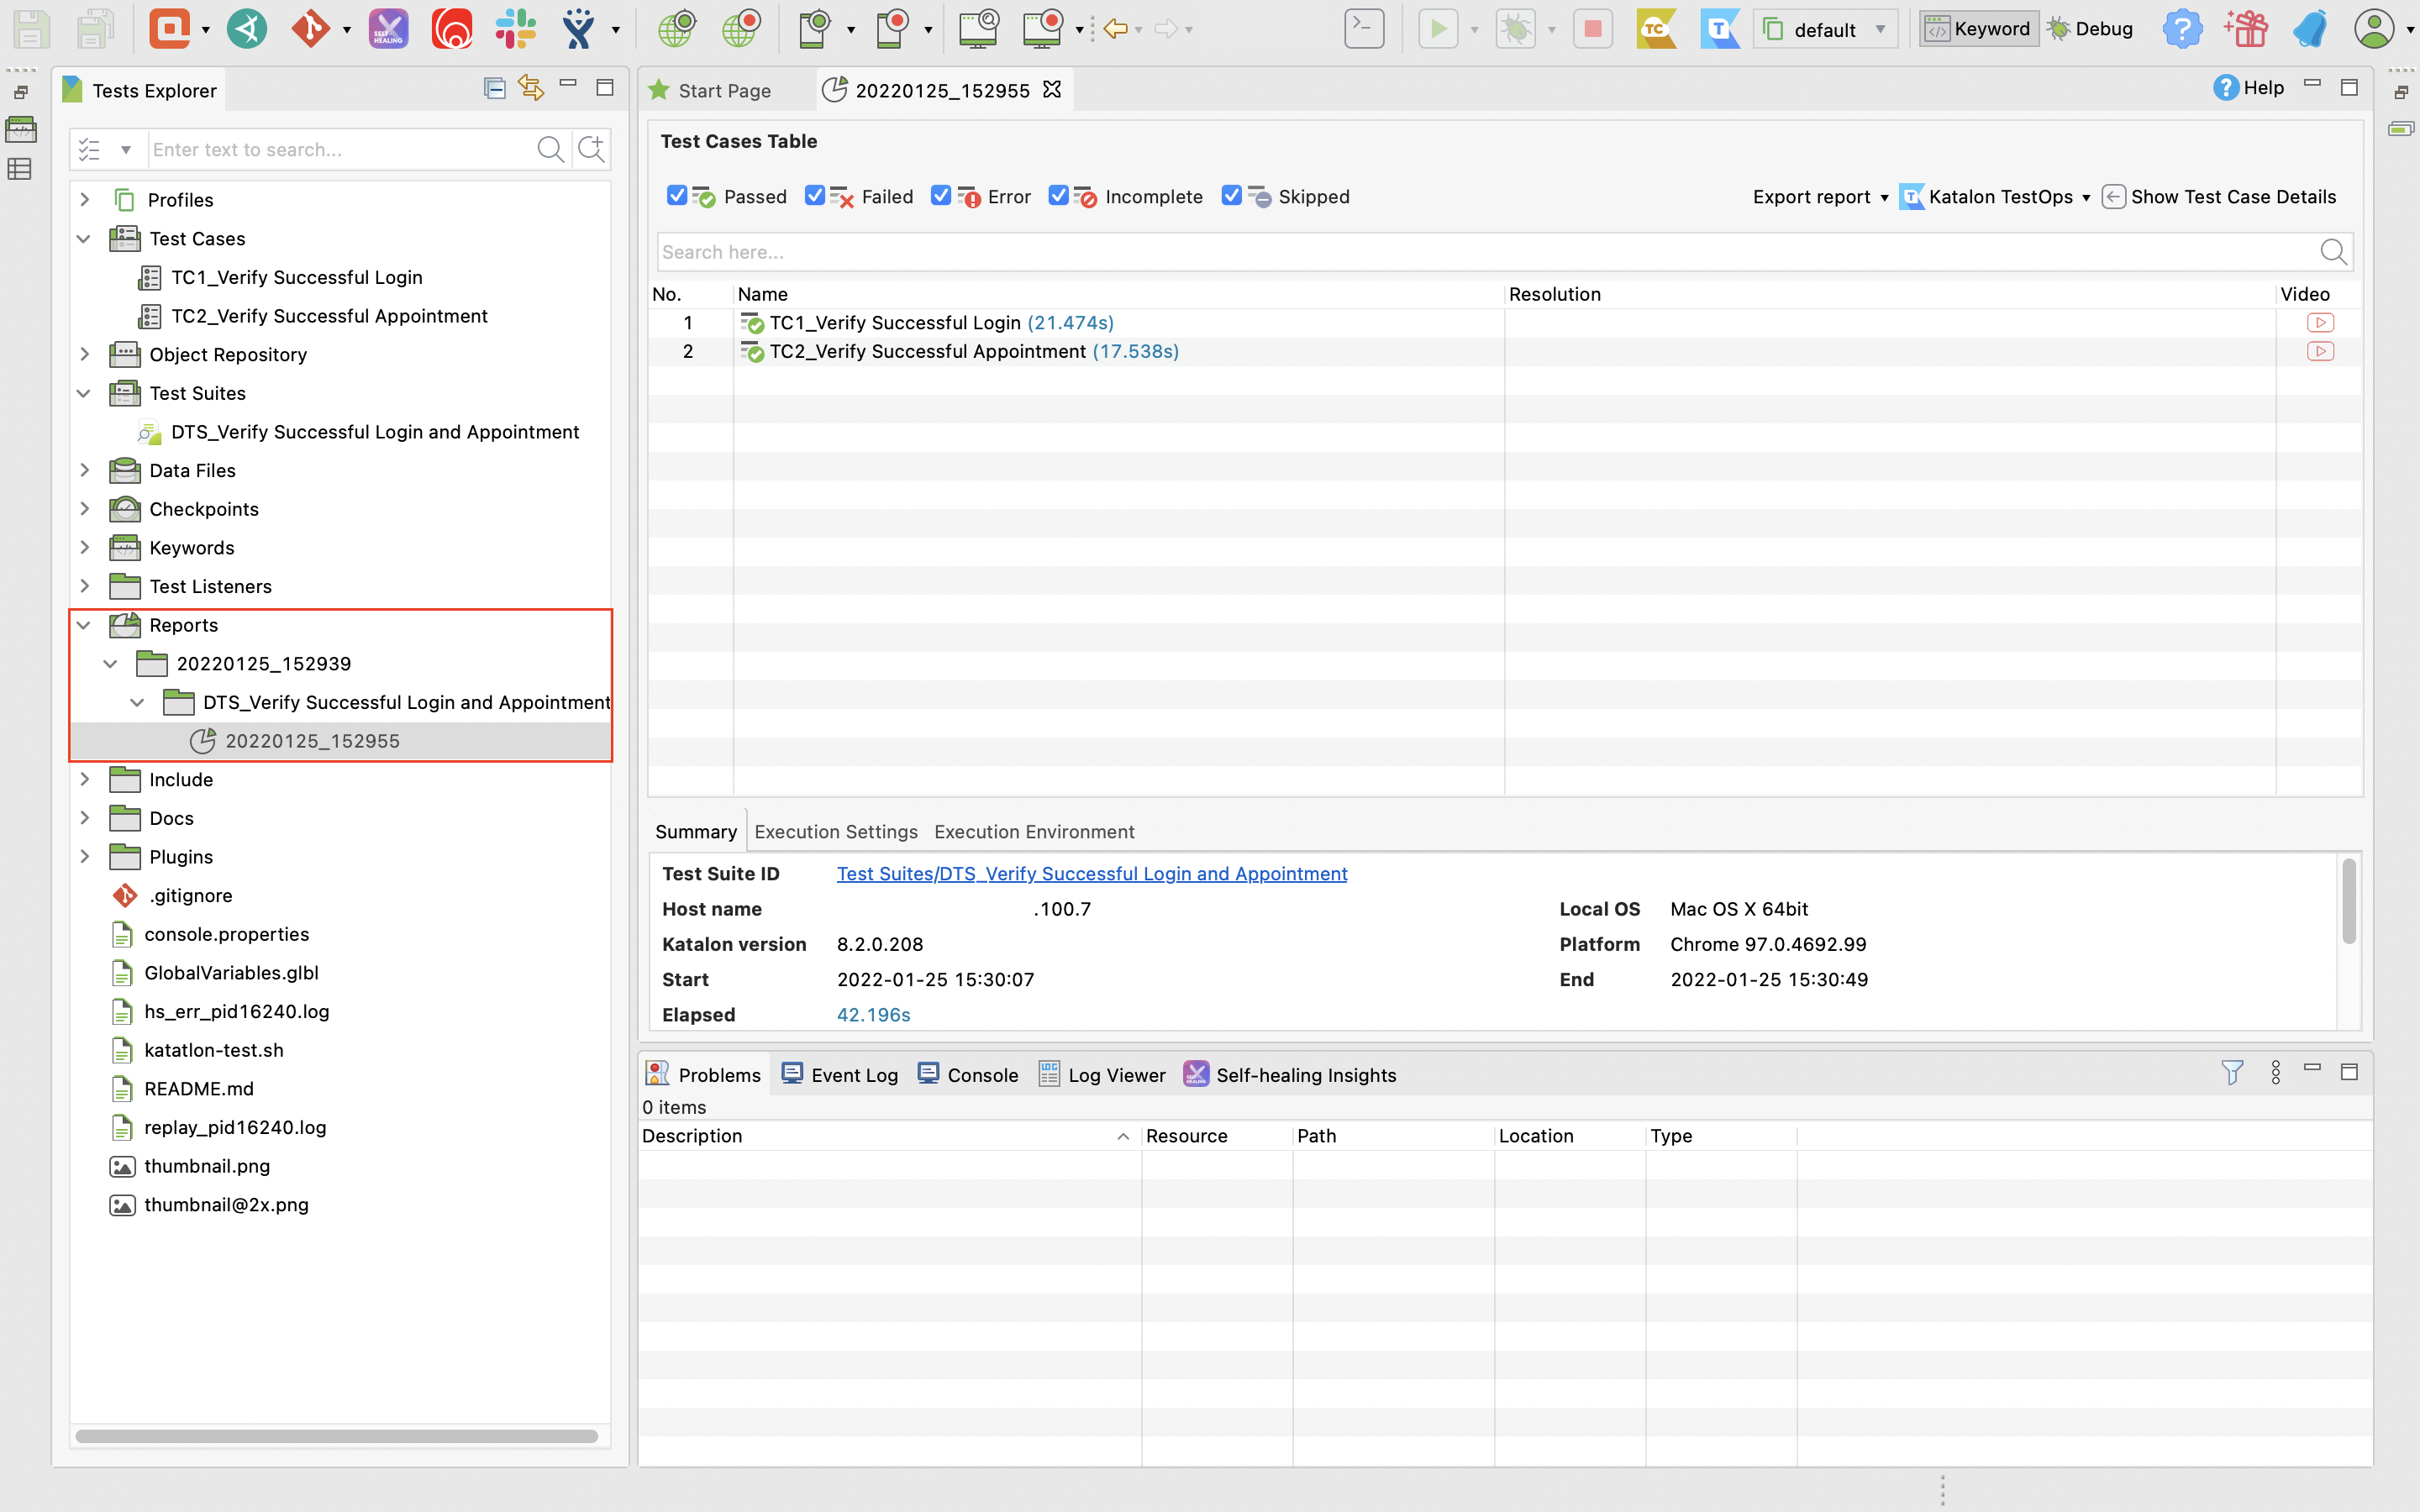 default
Keyword
Debug
Tests Explorer
Enter text to search...
Profiles
Test Cases
TC1_Verify Successful Login
TC2_Verify Successful Appointment
Object Repository
Test Suites
DTS_Verify Successful Login and Appointment
Data Files
Checkpoints
Keywords
Test Listeners
Reports
20220125_152939
DTS_Verify Successful Login and Appointment
20220125_152955
Include
Docs
Plugins
.gitignore
console.properties
GlobalVariables.glbl
hs_err_pid16240.log
katatlon-test.sh
README.md
replay_pid16240.log
thumbnail.png
thumbnail@2x.png
Start Page
20220125_152955
Help
Test Cases Table
Passed Failed Error Incomplete Skipped
Export report Katalon TestOps Show Test Case Details
Search here...
No. Name Resolution Video
1 TC1_Verify Successful Login (21.474s)
2 TC2_Verify Successful Appointment (17.538s)
Summary Execution Settings Execution Environment
Test Suite ID Test Suites/DTS_Verify Successful Login and Appointment
Host name .100.7 Local OS Mac OS X 64bit
Katalon version 8.2.0.208 Platform Chrome 97.0.4692.99
Start 2022-01-25 15:30:07 End 2022-01-25 15:30:49
Elapsed 42.196s
Problems Event Log Console Log Viewer Self-healing Insights
0 items
Description Resource Path Location Type